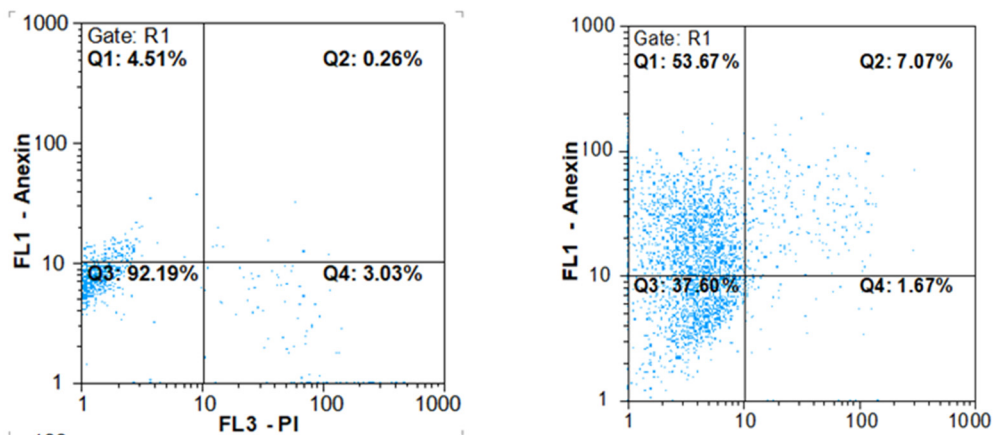 1000
Gate: R1
Q1: 4.51% Q2: 0.26%
100
FL1 - Anexin
10
Q3: 92.19% Q4: 3.03%
1
1 10 100 1000
FL3 - PI
1000
Gate: R1
Q1: 53.67% Q2: 7.07%
100
FL1 - Anexin
10
Q3: 37.60% Q4: 1.67%
1
1 10 100 1000